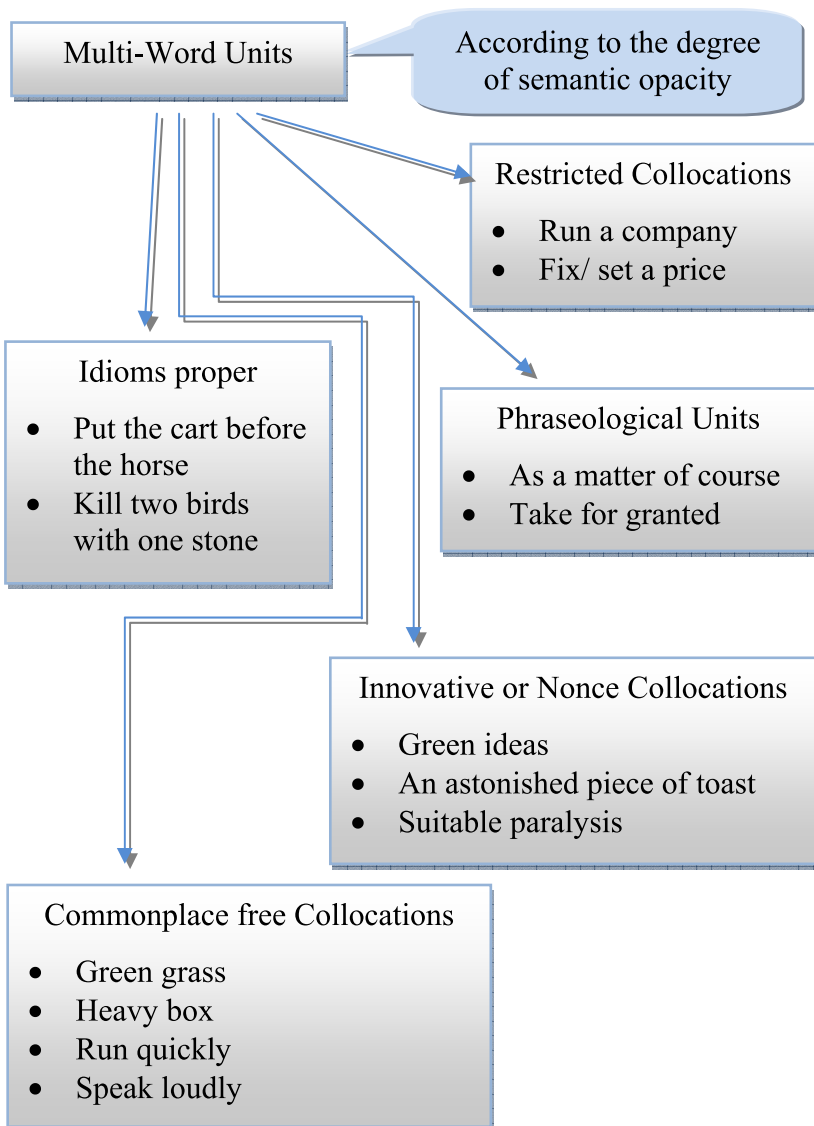 Multi-Word Units
According to the degree
of semantic opacity
Restricted Collocations
• Run a company
• Fix/ set a price
Idioms proper
• Put the cart before
the horse
• Kill two birds
with one stone
Phraseological Units
• As a matter of course
• Take for granted
Innovative or Nonce Collocations
• Green ideas
• An astonished piece of toast
• Suitable paralysis
Commonplace free Collocations
• Green grass
• Heavy box
• Run quickly
• Speak loudly